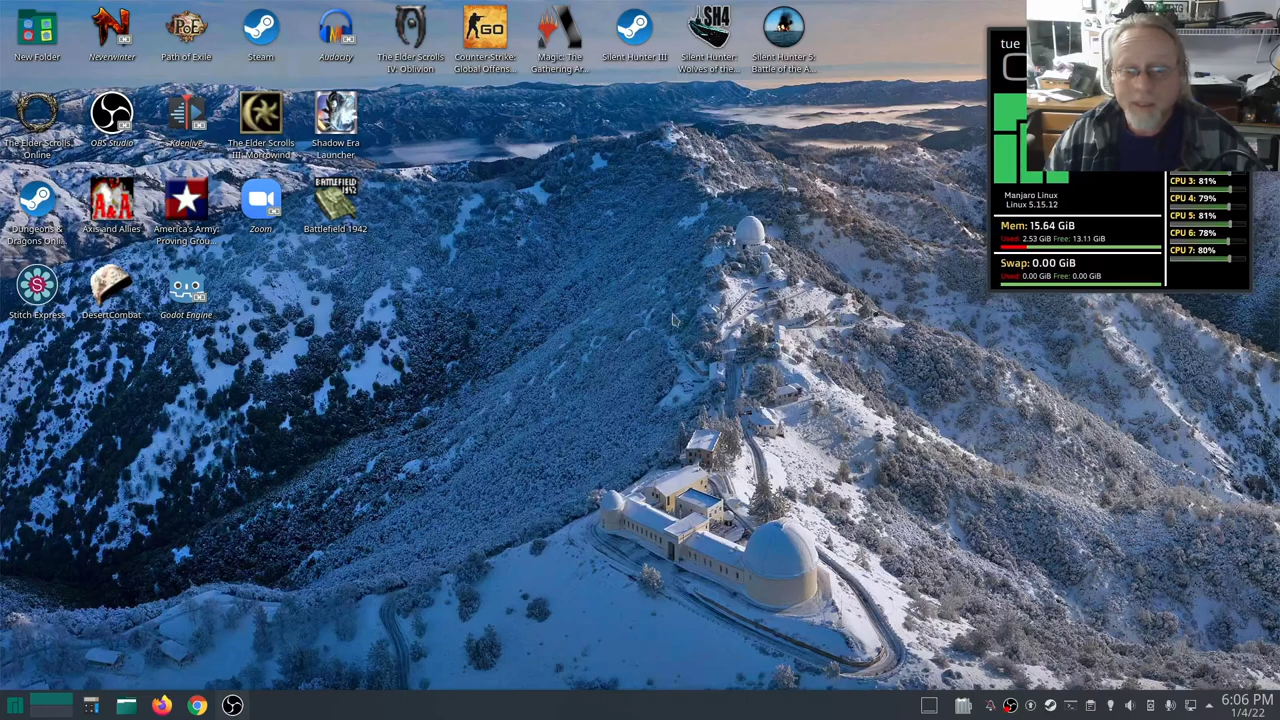 New Folder
Neverwinter
Path of Exile
Steam
Audacity
The Elder Scrolls
IV: Oblivion
Counter-Strike:
Global Offens...
Magic: The
Gathering Ar...
Silent Hunter III
SH4
Silent Hunter:
Wolves of the...
Silent Hunter 5:
Battle of the A...
PoE
GO
The Elder Scrolls
Online
OBS Studio
Kdenlive
The Elder Scrolls
III: Morrowind
Shadow Era
Launcher
Dungeons &
Dragons Onli...
A&A
Axis and Allies
America's Army:
Proving Grou...
Zoom
BATTLEFIELD
1942
Battlefield 1942
S
Stitch Express
DesertCombat
Godot Engine
tue
Manjaro Linux
Linux 5.15.12
Mem: 15.64 GiB
Used: 2.53 GiB Free: 13.11 GiB
Swap: 0.00 GiB
Used: 0.00 GiB Free: 0.00 GiB
CPU 3: 81%
CPU 4: 79%
CPU 5: 81%
CPU 6: 78%
CPU 7: 80%
6:06 PM
1/4/22